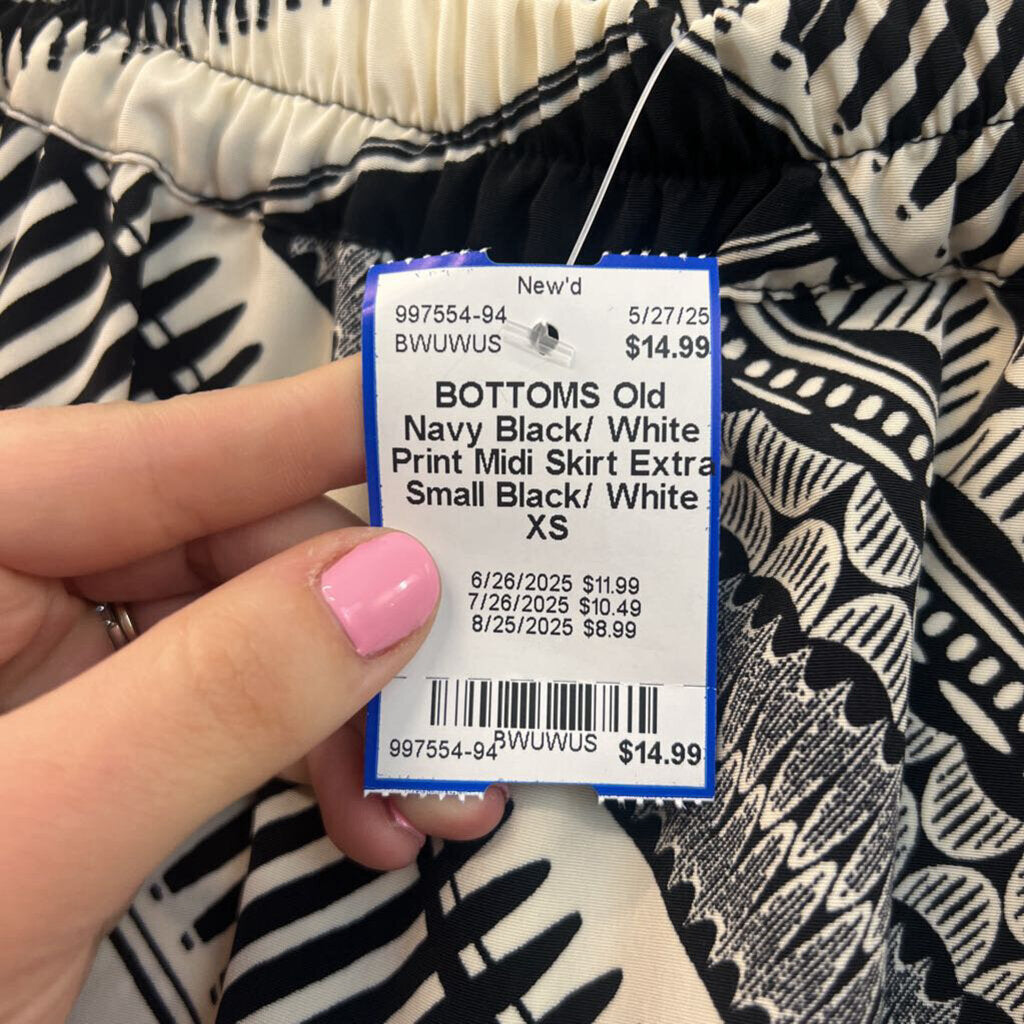 New'd
997554-94 5/27/25
BWUWUS $14.99
BOTTOMS Old
Navy Black/ White
Print Midi Skirt Extra
Small Black/ White
XS
6/26/2025 $11.99
7/26/2025 $10.49
8/25/2025 $8.99
997554-94 BWUWUS $14.99